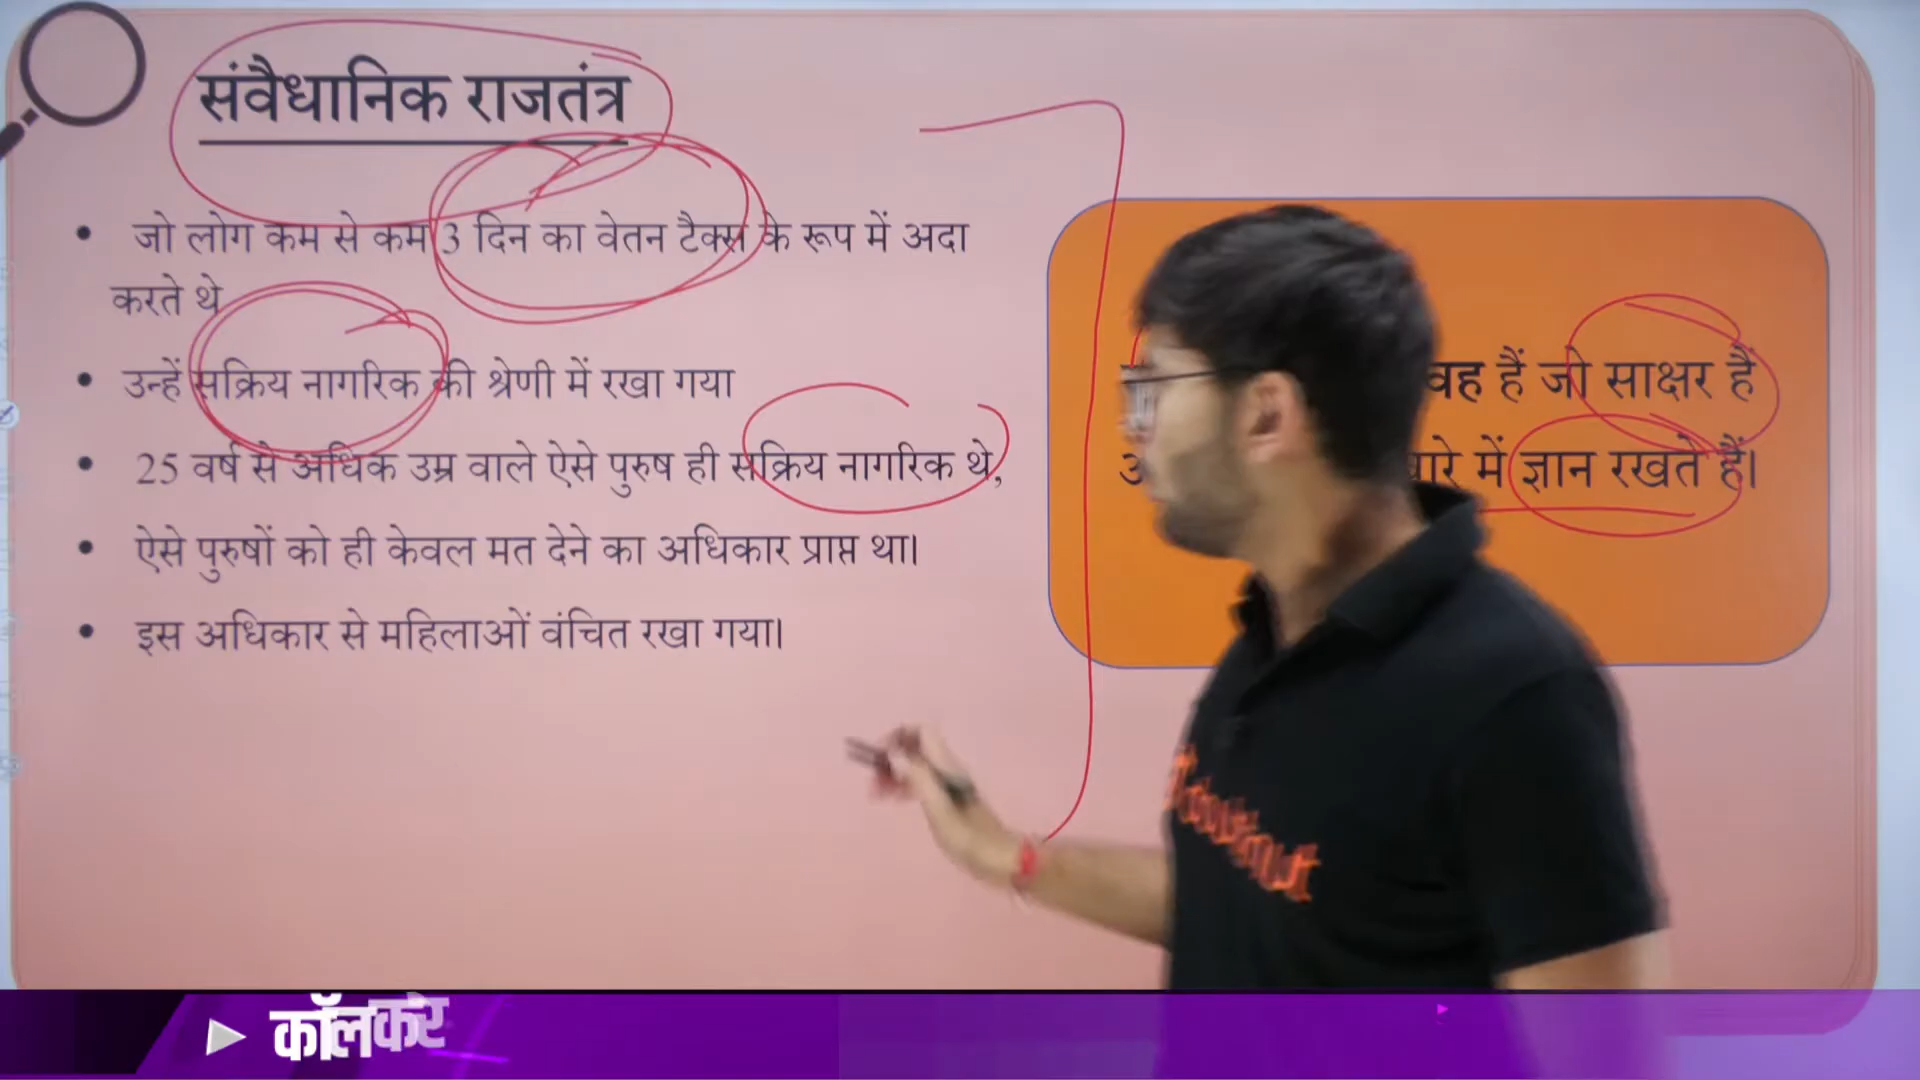 संवैधानिक राजतंत्र
• जो लोग कम से कम 3 दिन का वेतन टैक्स के रूप में अदा
करते थे
• उन्हें सक्रिय नागरिक की श्रेणी में रखा गया
• 25 वर्ष से अधिक उम्र वाले ऐसे पुरुष ही सक्रिय नागरिक थे,
• ऐसे पुरुषों को ही केवल मत देने का अधिकार प्राप्त था।
• इस अधिकार से महिलाओं वंचित रखा गया।
वह हैं जो साक्षर हैं
में ज्ञान रखते हैं।
कॉल करे